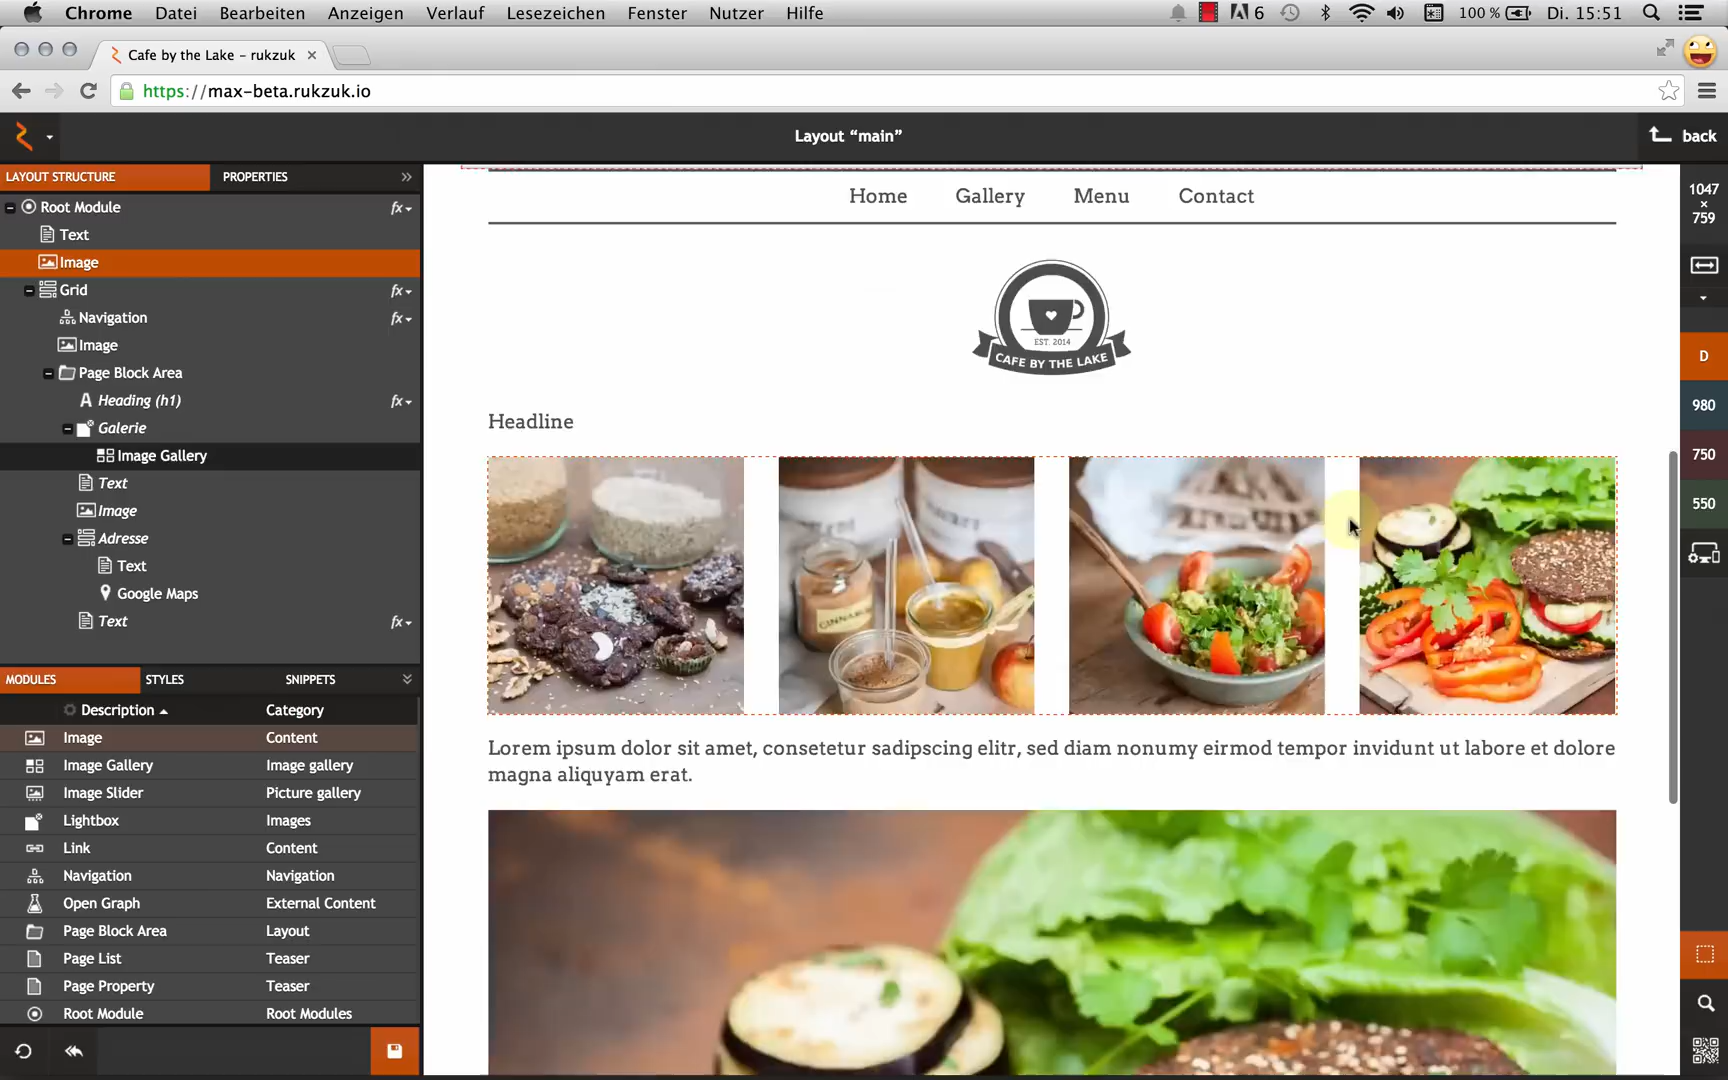 Chrome Datei Bearbeiten Anzeigen Verlauf Lesezeichen Fenster Nutzer Hilfe 6 100 % Di. 15:51
Cafe by the Lake – rukzuk
https://max-beta.rukzuk.io
Layout “main” back
LAYOUT STRUCTURE PROPERTIES
Root Module fx
Text
Image
Grid fx
Navigation fx
Image
Page Block Area
Heading (h1) fx
Galerie
Image Gallery
Text
Image
Adresse
Text
Google Maps
Text fx
MODULES STYLES SNIPPETS
Description Category
Image Content
Image Gallery Image gallery
Image Slider Picture gallery
Lightbox Images
Link Content
Navigation Navigation
Open Graph External Content
Page Block Area Layout
Page List Teaser
Page Property Teaser
Root Module Root Modules
Home Gallery Menu Contact
EST. 2014
CAFE BY THE LAKE
Headline
CINNAMON
Lorem ipsum dolor sit amet, consetetur sadipscing elitr, sed diam nonumy eirmod tempor invidunt ut labore et dolore
magna aliquyam erat.
1047
×
759
D
980
750
550